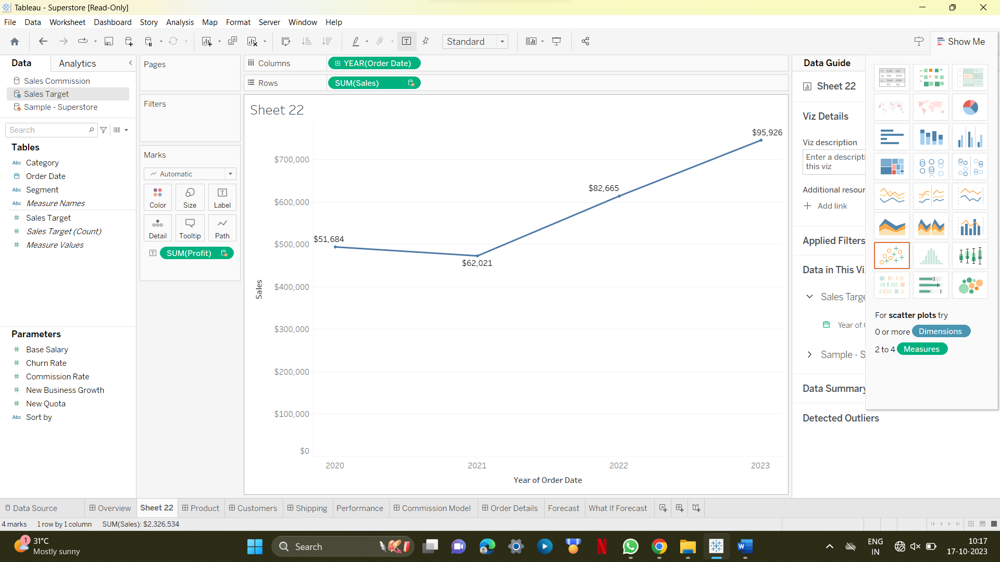 Tableau - Superstore [Read-Only]
File Data Worksheet Dashboard Story Analysis Map Format Server Window Help
Standard
Show Me
Data
Analytics
Sales Commission
Sales Target
Sample - Superstore
Search
Tables
Abc Category
Order Date
Abc Segment
Abc Measure Names
Sales Target
Sales Target (Count)
Measure Values
Parameters
Base Salary
Churn Rate
Commission Rate
New Business Growth
New Quota
Abc Sort by
Pages
Filters
Marks
Automatic
Color Size Label
Detail Tooltip Path
SUM(Profit)
Columns YEAR(Order Date)
Rows SUM(Sales)
Sheet 22
$95,926
$82,665
$51,684
$62,021
$700,000
$600,000
$500,000
$400,000
$300,000
$200,000
$100,000
$0
Sales
2020 2021 2022 2023
Year of Order Date
Data Guide
Sheet 22
Viz Details
Viz description
Enter a descripti
this viz
Additional resour
Add link
Applied Filters
Data in This Vi
Sales Targe
Year of
Sample - S
Data Summary
Detected Outliers
For scatter plots try
0 or more Dimensions
2 to 4 Measures
Data Source Overview Sheet 22 Product Customers Shipping Performance Commission Model Order Details Forecast What If Forecast
4 marks 1 row by 1 column SUM(Sales): $2,326,534
1
31°C
Mostly sunny
Search
ENG
IN
10:17
17-10-2023